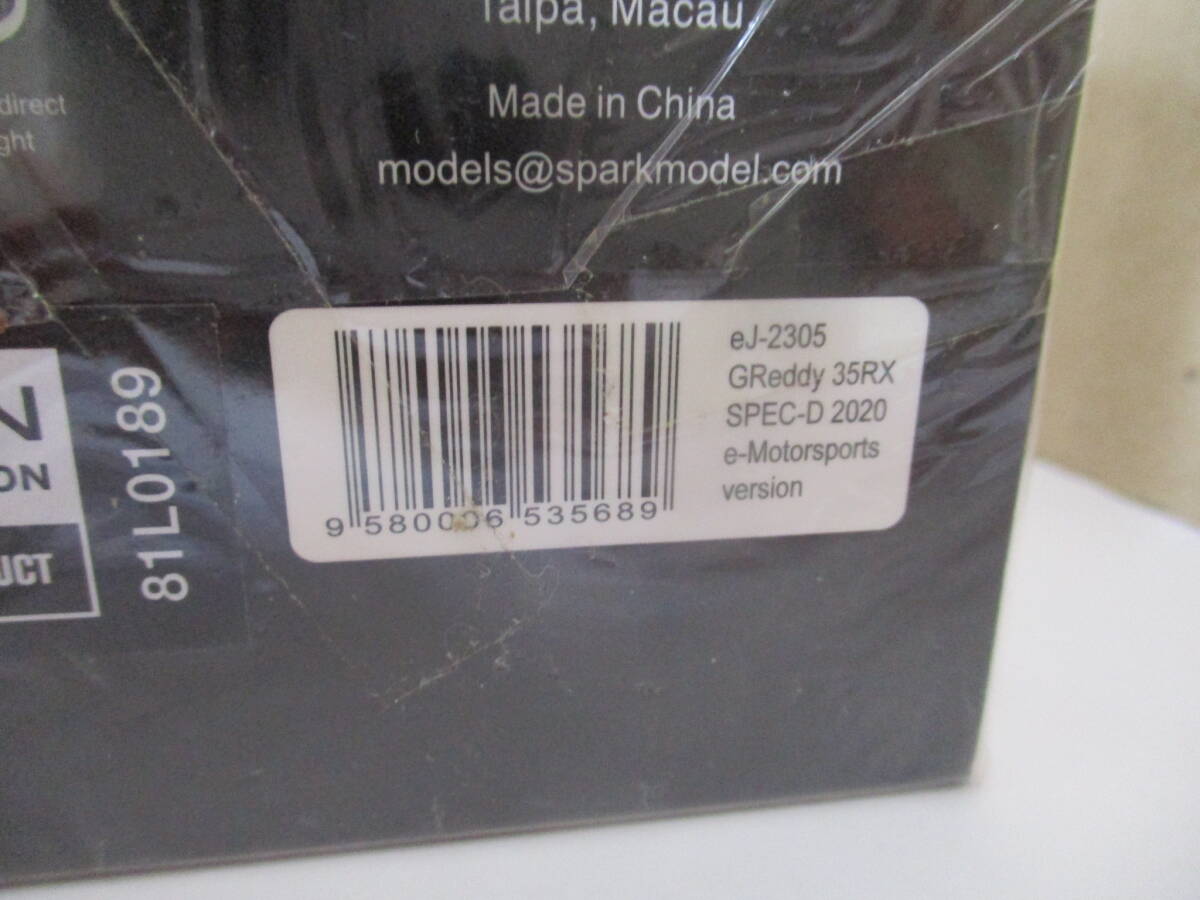 Taipa, Macau
Made in China
models@sparkmodel.com
direct
ght
ON
UCT
81L0189
eJ-2305
GReddy 35RX
SPEC-D 2020
e-Motorsports
version
9 580006 535689